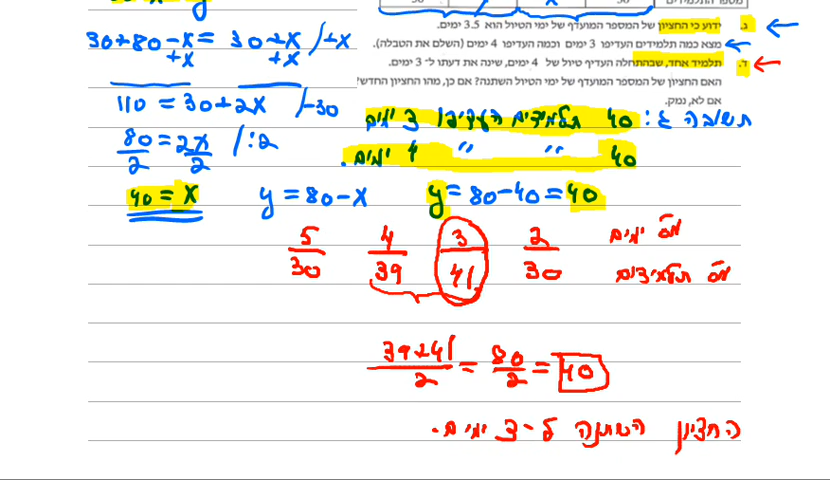 ג. ידוע כי החציון של המספר המועדף של ימי הטיול הוא 3.5 ימים.
מצא כמה תלמידים העדיפו 3 ימים וכמה העדיפו 4 ימים (השלם את הטבלה).
ד. תלמיד אחד, שבהתחלה העדיף טיול של 4 ימים, שינה את דעתו ל- 3 ימים.
האם החציון של המספר המועדף של ימי הטיול השתנה? אם כן, מהו החציון החדש?
אם לא, נמק.
30+80-x = 30+x /+x
+x +x
110 = 30+2x /-30
80/2 = 2x/2 /:2
40 = x
y = 80-x
y = 80-40 = 40
תשובה ג: 40 תלמידים העדיפו 3 ימים
40 " " 4 ימים.
מס ימים 2 3 4 5
מס תלמידים 30 41 39 30
39+41/2 = 80/2 = 40
החציון השתנה ל-3 ימים.